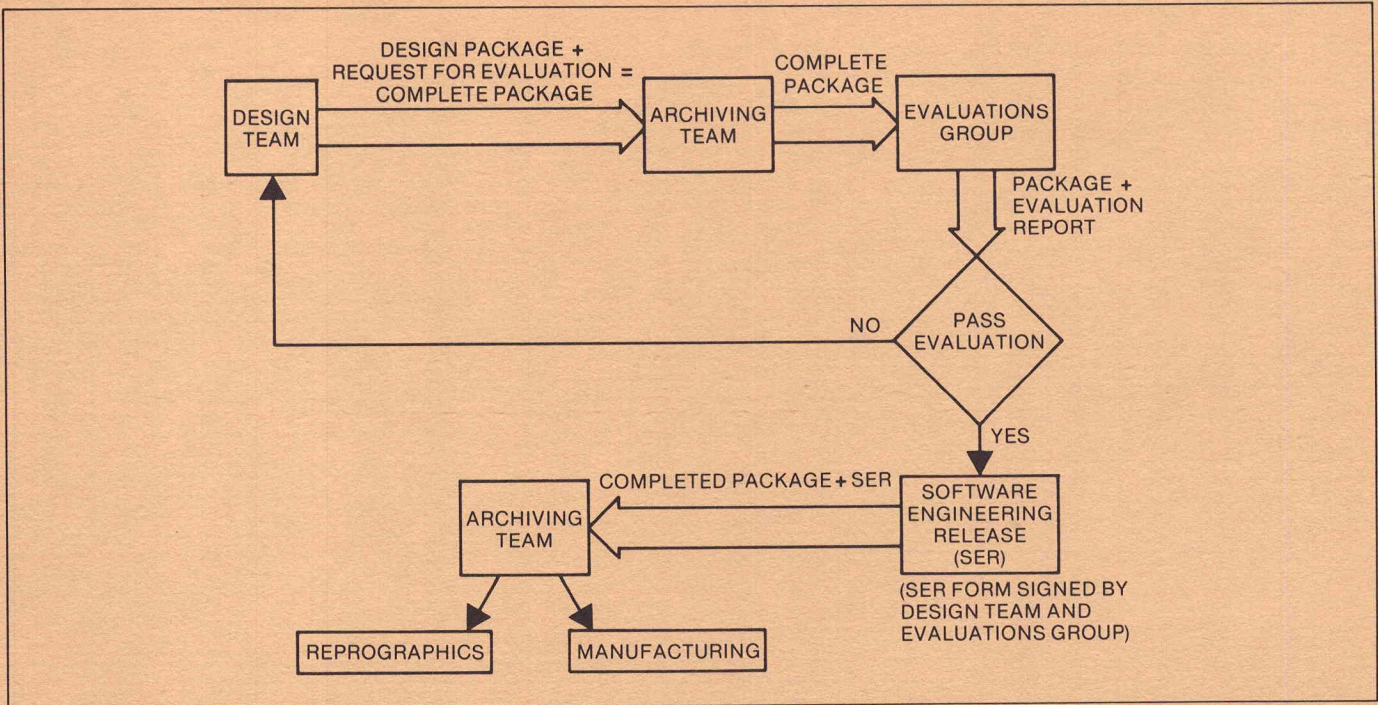 DESIGN PACKAGE +
REQUEST FOR EVALUATION =
COMPLETE PACKAGE
COMPLETE
PACKAGE
DESIGN
TEAM
ARCHIVING
TEAM
EVALUATIONS
GROUP
PACKAGE +
EVALUATION
REPORT
NO
PASS
EVALUATION
YES
COMPLETED PACKAGE + SER
ARCHIVING
TEAM
SOFTWARE
ENGINEERING
RELEASE
(SER)
(SER FORM SIGNED BY
DESIGN TEAM AND
EVALUATIONS GROUP)
REPROGRAPHICS
MANUFACTURING